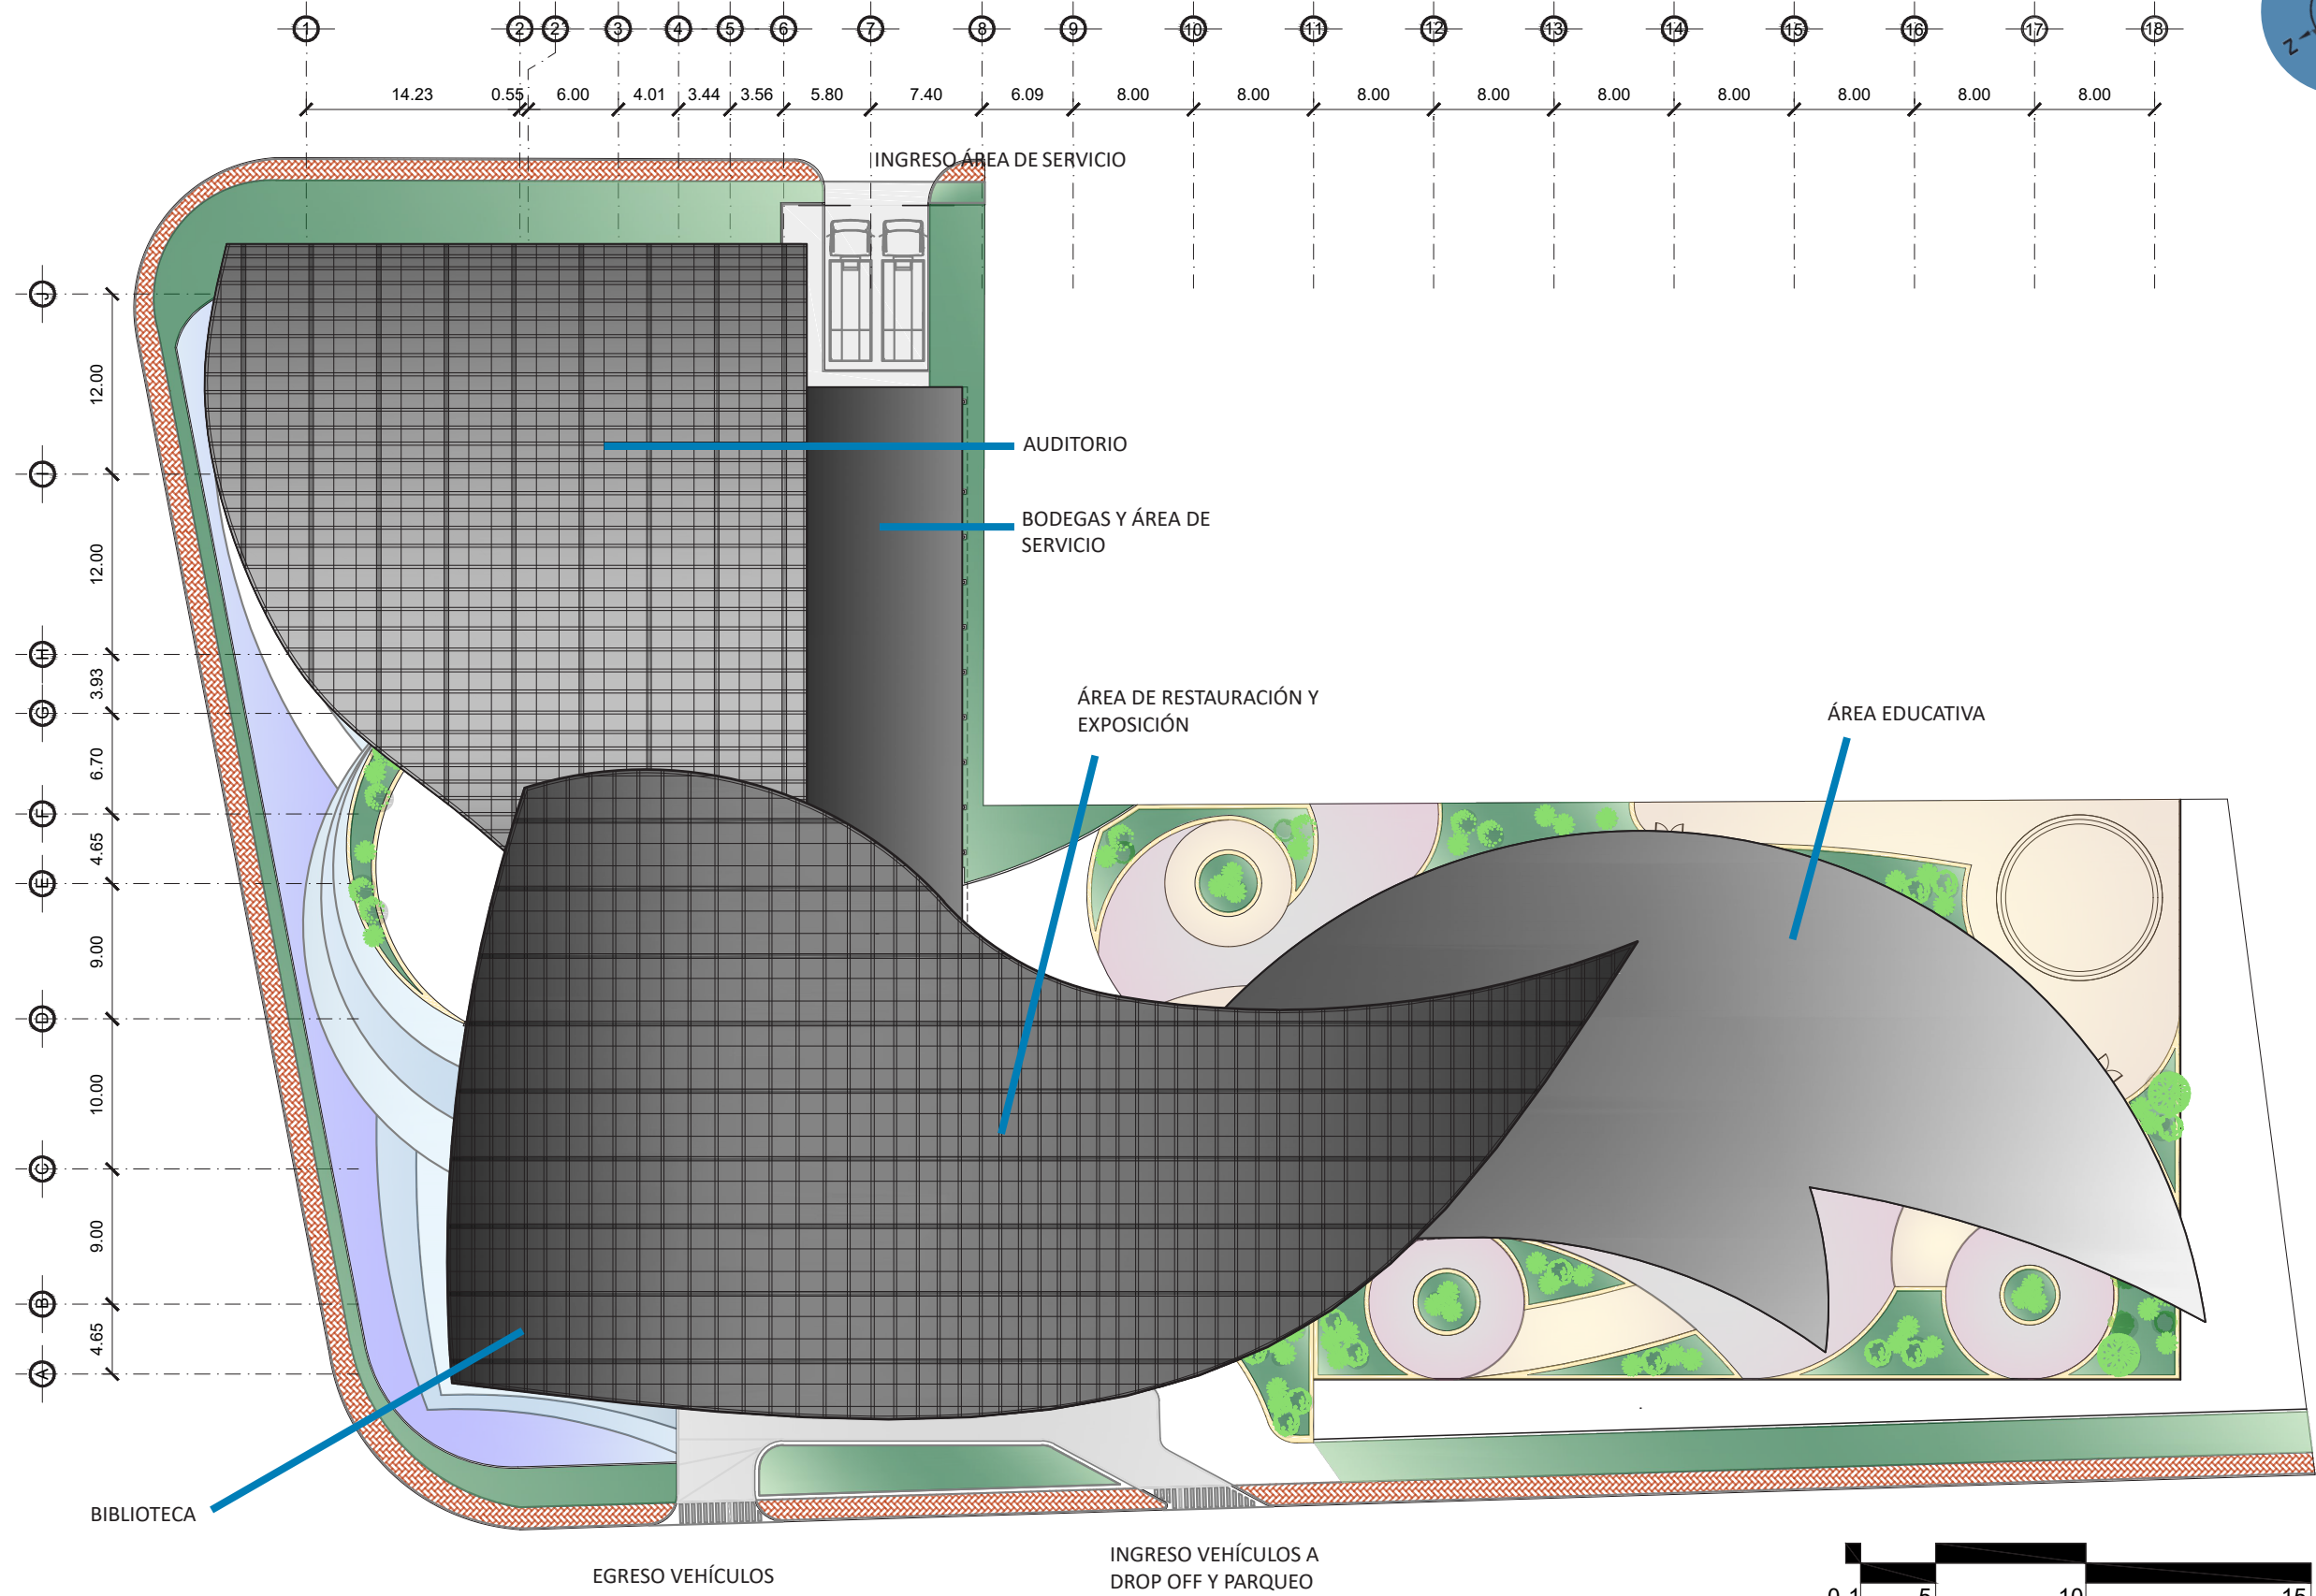 1 2 2' 3 4 5 6 7 8 9 10 11 12 13 14 15 16 17 18
N
14.23 0.55 6.00 4.01 3.44 3.56 5.80 7.40 6.09 8.00 8.00 8.00 8.00 8.00 8.00 8.00 8.00 8.00
INGRESO ÁREA DE SERVICIO
J
12.00
AUDITORIO
I
BODEGAS Y ÁREA DE
SERVICIO
12.00
H
3.93
ÁREA DE RESTAURACIÓN Y
EXPOSICIÓN
G
ÁREA EDUCATIVA
6.70
F
4.65
E
9.00
D
10.00
C
9.00
B
4.65
A
BIBLIOTECA
EGRESO VEHÍCULOS
INGRESO VEHÍCULOS A
DROP OFF Y PARQUEO
0 1 5 10 15